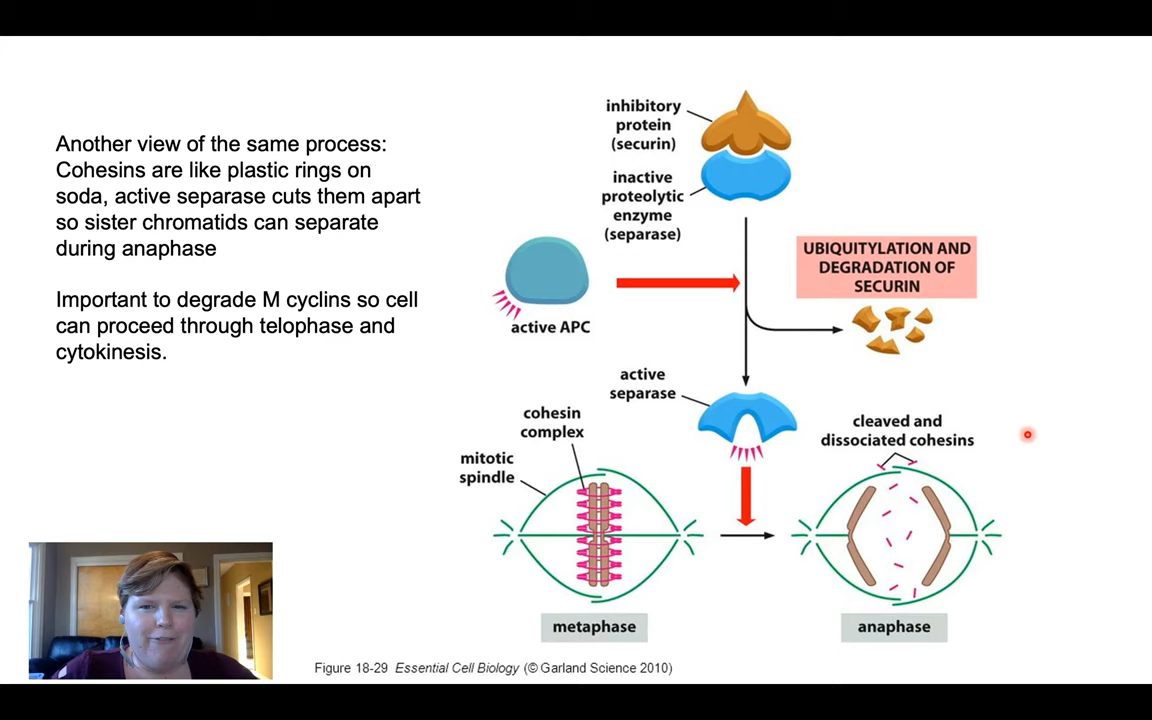 Another view of the same process:
Cohesins are like plastic rings on
soda, active separase cuts them apart
so sister chromatids can separate
during anaphase
Important to degrade M cyclins so cell
can proceed through telophase and
cytokinesis.
inhibitory
protein
(securin)
inactive
proteolytic
enzyme
(separase)
UBIQUITYLATION AND
DEGRADATION OF
SECURIN
active APC
active
separase
cohesin
complex
mitotic
spindle
cleaved and
dissociated cohesins
metaphase
anaphase
Figure 18-29 Essential Cell Biology (© Garland Science 2010)